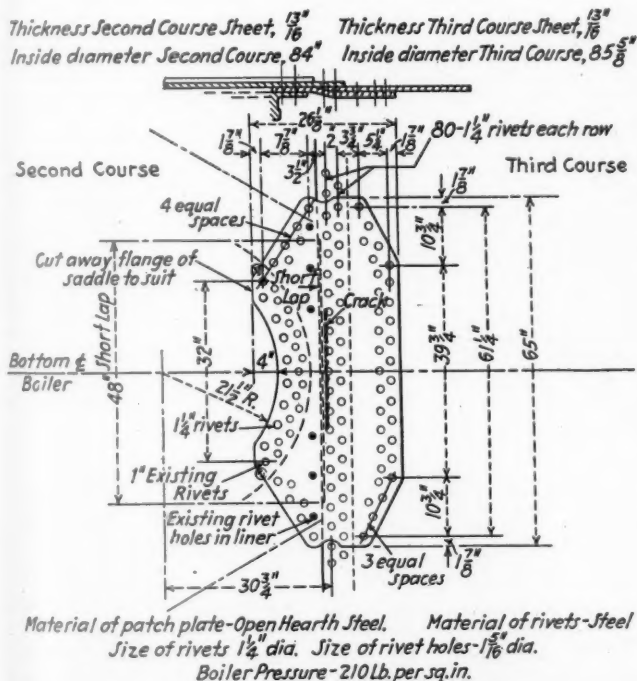 Thickness Second Course Sheet, 13/16" Thickness Third Course Sheet, 13/16"
Inside diameter Second Course, 84" Inside diameter Third Course, 85 5/8"
26 1/8"
1 7/8" 7 7/8" 2" 3 3/4" 5 1/4" 1 7/8" 80-1 1/4" rivets each row
3 1/2"
Second Course Third Course
1 7/8"
4 equal
spaces
10 3/4"
Cut away flange of
saddle to suit
Short
Lap
Crack
48" Short Lap
32"
39 3/4"
61 1/4"
65"
Bottom ℄
Boiler
4"
21 1/2" R.
1 1/4" rivets
1" Existing
Rivets
10 3/4"
Existing rivet
holes in liner
3 equal
spaces
1 7/8"
30 3/4"
Material of patch plate-Open Hearth Steel. Material of rivets-Steel
Size of rivets 1 1/4" dia. Size of rivet holes-1 5/16" dia.
Boiler Pressure-210 Lb. per sq. in.